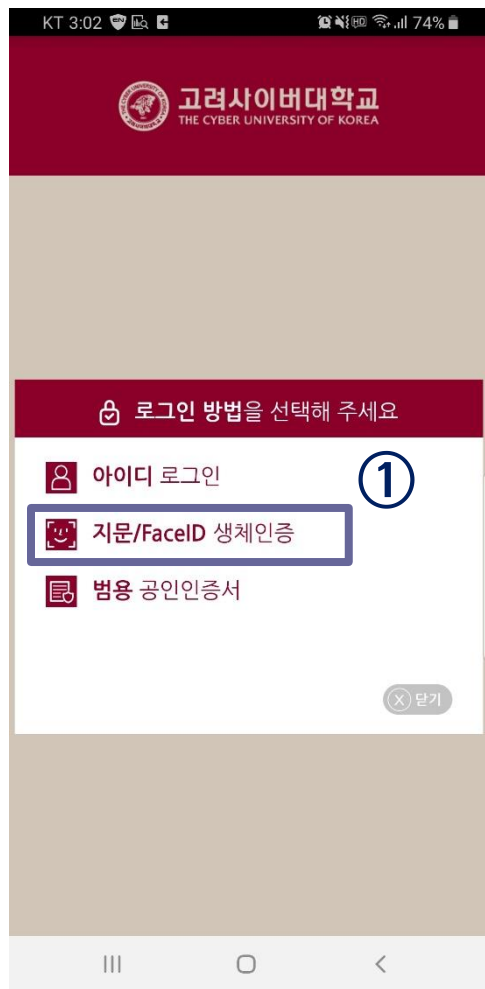 KT 3:02 74%
고려사이버대학교
THE CYBER UNIVERSITY OF KOREA
로그인 방법을 선택해 주세요
아이디 로그인
①
지문/FaceID 생체인증
범용 공인인증서
X 닫기